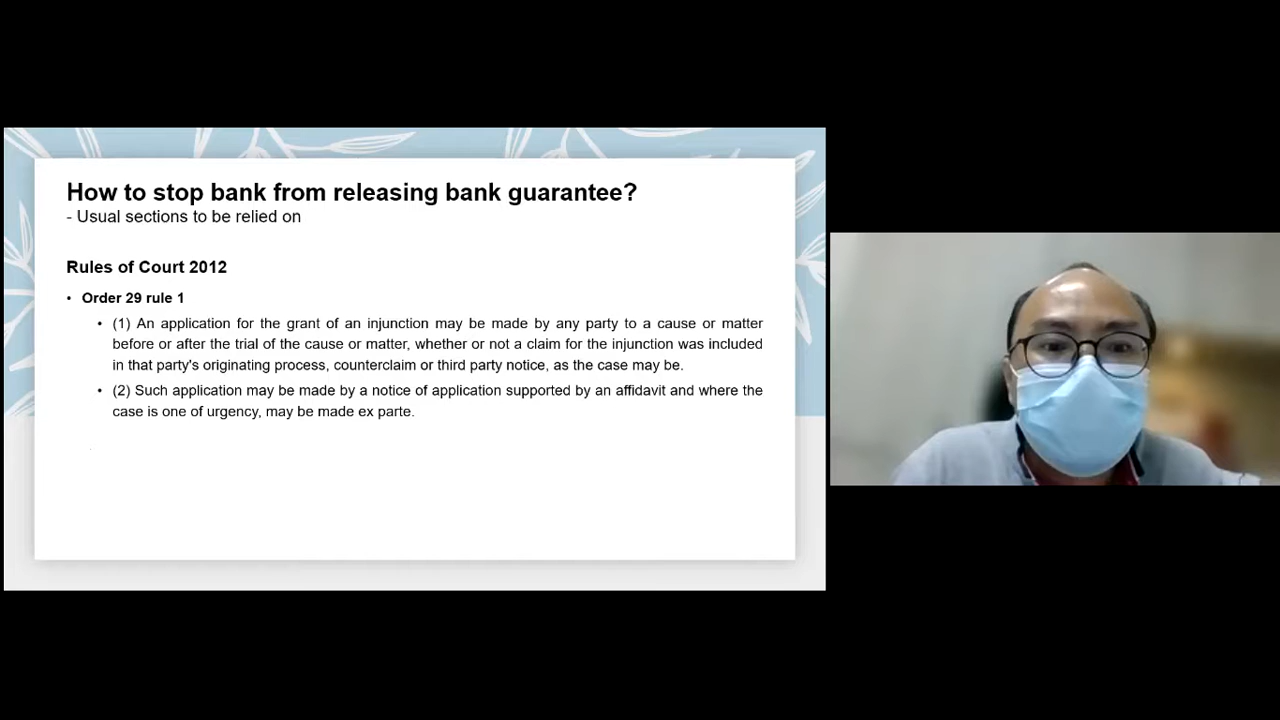 How to stop bank from releasing bank guarantee?
- Usual sections to be relied on
Rules of Court 2012
• Order 29 rule 1
• (1) An application for the grant of an injunction may be made by any party to a cause or matter
before or after the trial of the cause or matter, whether or not a claim for the injunction was included
in that party's originating process, counterclaim or third party notice, as the case may be.
• (2) Such application may be made by a notice of application supported by an affidavit and where the
case is one of urgency, may be made ex parte.